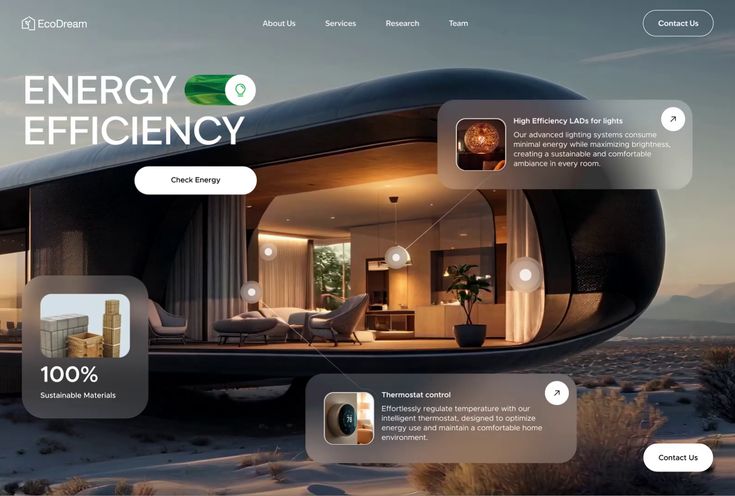 EcoDream
About Us
Services
Research
Team
Contact Us
ENERGY
EFFICIENCY
Check Energy
High Efficiency LADs for lights
Our advanced lighting systems consume
minimal energy while maximizing brightness,
creating a sustainable and comfortable
ambiance in every room.
100%
Sustainable Materials
Thermostat control
Effortlessly regulate temperature with our
intelligent thermostat, designed to optimize
energy use and maintain a comfortable home
environment.
Contact Us